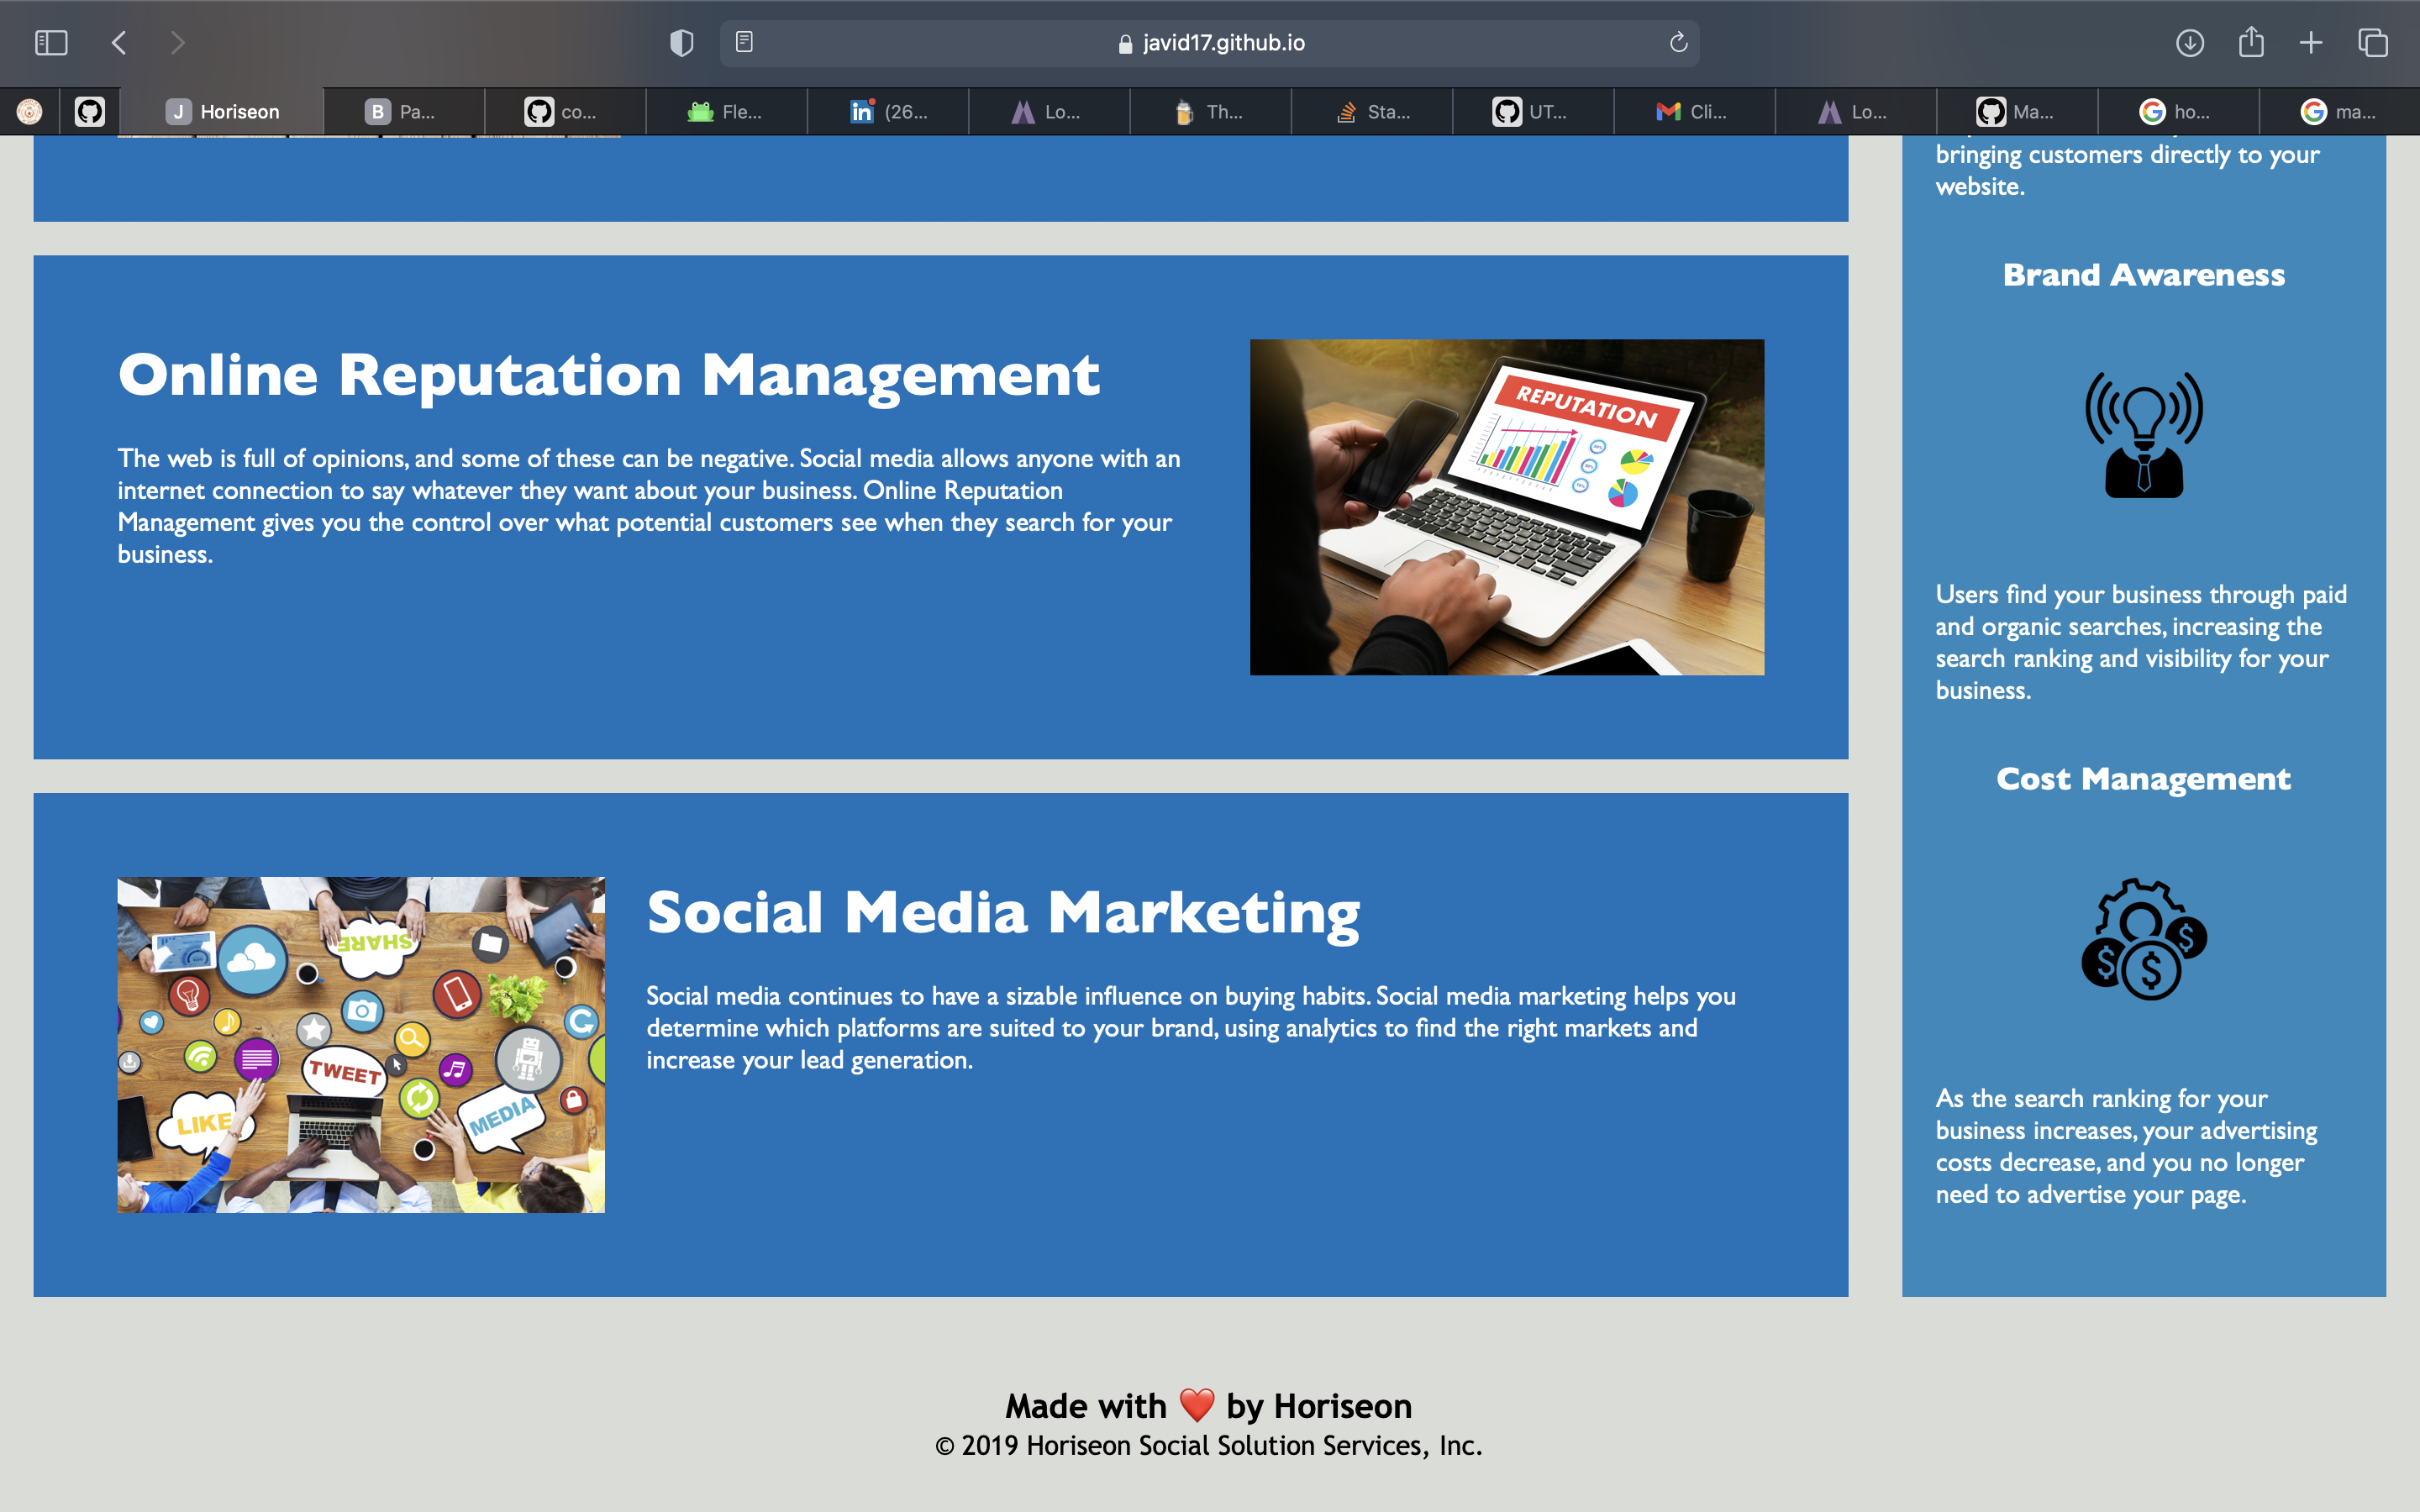 javid17.github.io
J Horiseon
B Pa...
co...
Fle...
in (26...
Lo...
Th...
Sta...
UT...
Cli...
Lo...
Ma...
ho...
ma...
bringing customers directly to your
website.
Online Reputation Management
The web is full of opinions, and some of these can be negative. Social media allows anyone with an
internet connection to say whatever they want about your business. Online Reputation
Management gives you the control over what potential customers see when they search for your
business.
REPUTATION
Brand Awareness
Users find your business through paid
and organic searches, increasing the
search ranking and visibility for your
business.
Social Media Marketing
Social media continues to have a sizable influence on buying habits. Social media marketing helps you
determine which platforms are suited to your brand, using analytics to find the right markets and
increase your lead generation.
SHARE
TWEET
LIKE
MEDIA
Cost Management
$ $ $
As the search ranking for your
business increases, your advertising
costs decrease, and you no longer
need to advertise your page.
Made with ❤️ by Horiseon
© 2019 Horiseon Social Solution Services, Inc.